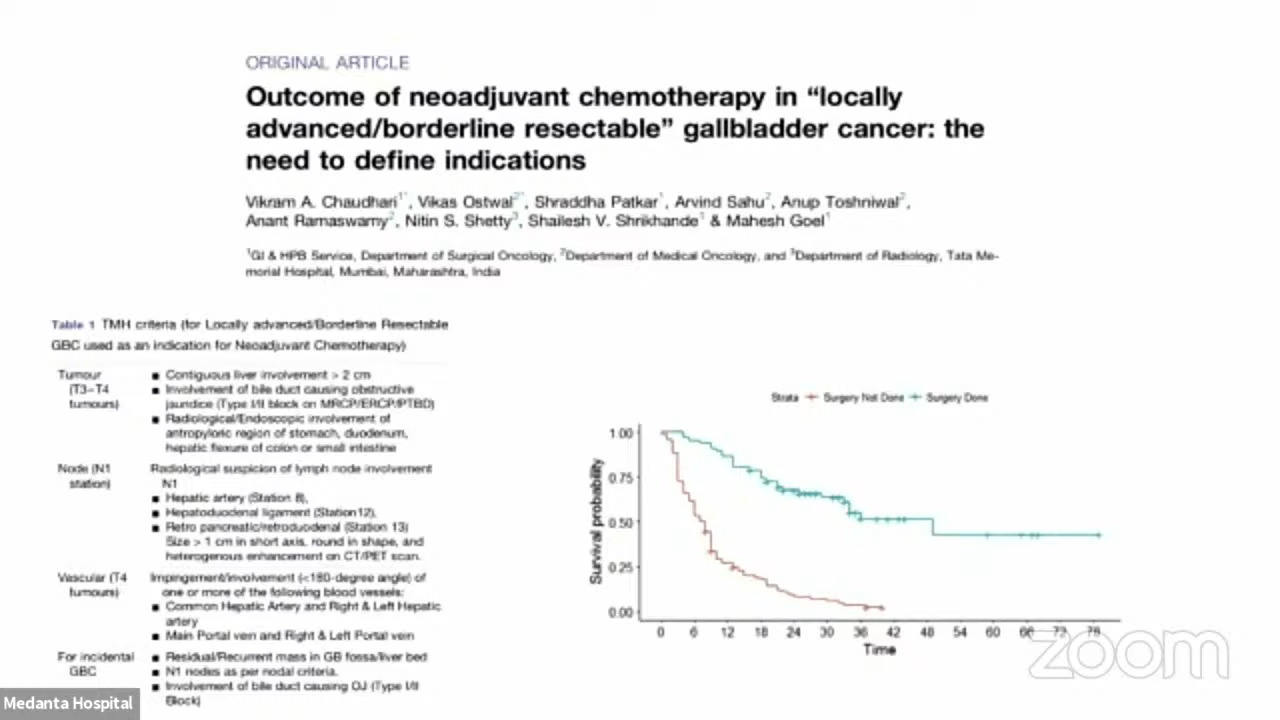 ORIGINAL ARTICLE
Outcome of neoadjuvant chemotherapy in “locally
advanced/borderline resectable” gallbladder cancer: the
need to define indications
Vikram A. Chaudhari1*, Vikas Ostwal2*, Shraddha Patkar1, Arvind Sahu2, Anup Toshniwal2,
Anant Ramaswamy2, Nitin S. Shetty3, Shailesh V. Shrikhande1 & Mahesh Goel1
1GI & HPB Service, Department of Surgical Oncology, 2Department of Medical Oncology, and 3Department of Radiology, Tata Me-
morial Hospital, Mumbai, Maharashtra, India
Table 1 TMH criteria (for Locally advanced/Borderline Resectable
GBC used as an indication for Neoadjuvant Chemotherapy)
Tumour
(T3–T4
tumours)
■ Contiguous liver involvement > 2 cm
■ Involvement of bile duct causing obstructive
jaundice (Type I/II block on MRCP/ERCP/PTBD)
■ Radiological/Endoscopic involvement of
antropyloric region of stomach, duodenum,
hepatic flexure of colon or small intestine
Node (N1
station)
Radiological suspicion of lymph node involvement
N1
■ Hepatic artery (Station 8),
■ Hepatoduodenal ligament (Station12),
■ Retro pancreatic/retroduodenal (Station 13)
Size > 1 cm in short axis, round in shape, and
heterogenous enhancement on CT/PET scan.
Vascular (T4
tumours)
Impingement/involvement (<180-degree angle) of
one or more of the following blood vessels:
■ Common Hepatic Artery and Right & Left Hepatic
artery
■ Main Portal vein and Right & Left Portal vein
For incidental
GBC
■ Residual/Recurrent mass in GB fossa/liver bed
■ N1 nodes as per nodal criteria.
■ Involvement of bile duct causing OJ (Type I/II
Block)
Strata Surgery Not Done Surgery Done
Survival probability
1.00
0.75
0.50
0.25
0.00
0 6 12 18 24 30 36 42 48 54 60 66 72 78
Time
zoom
Medanta Hospital